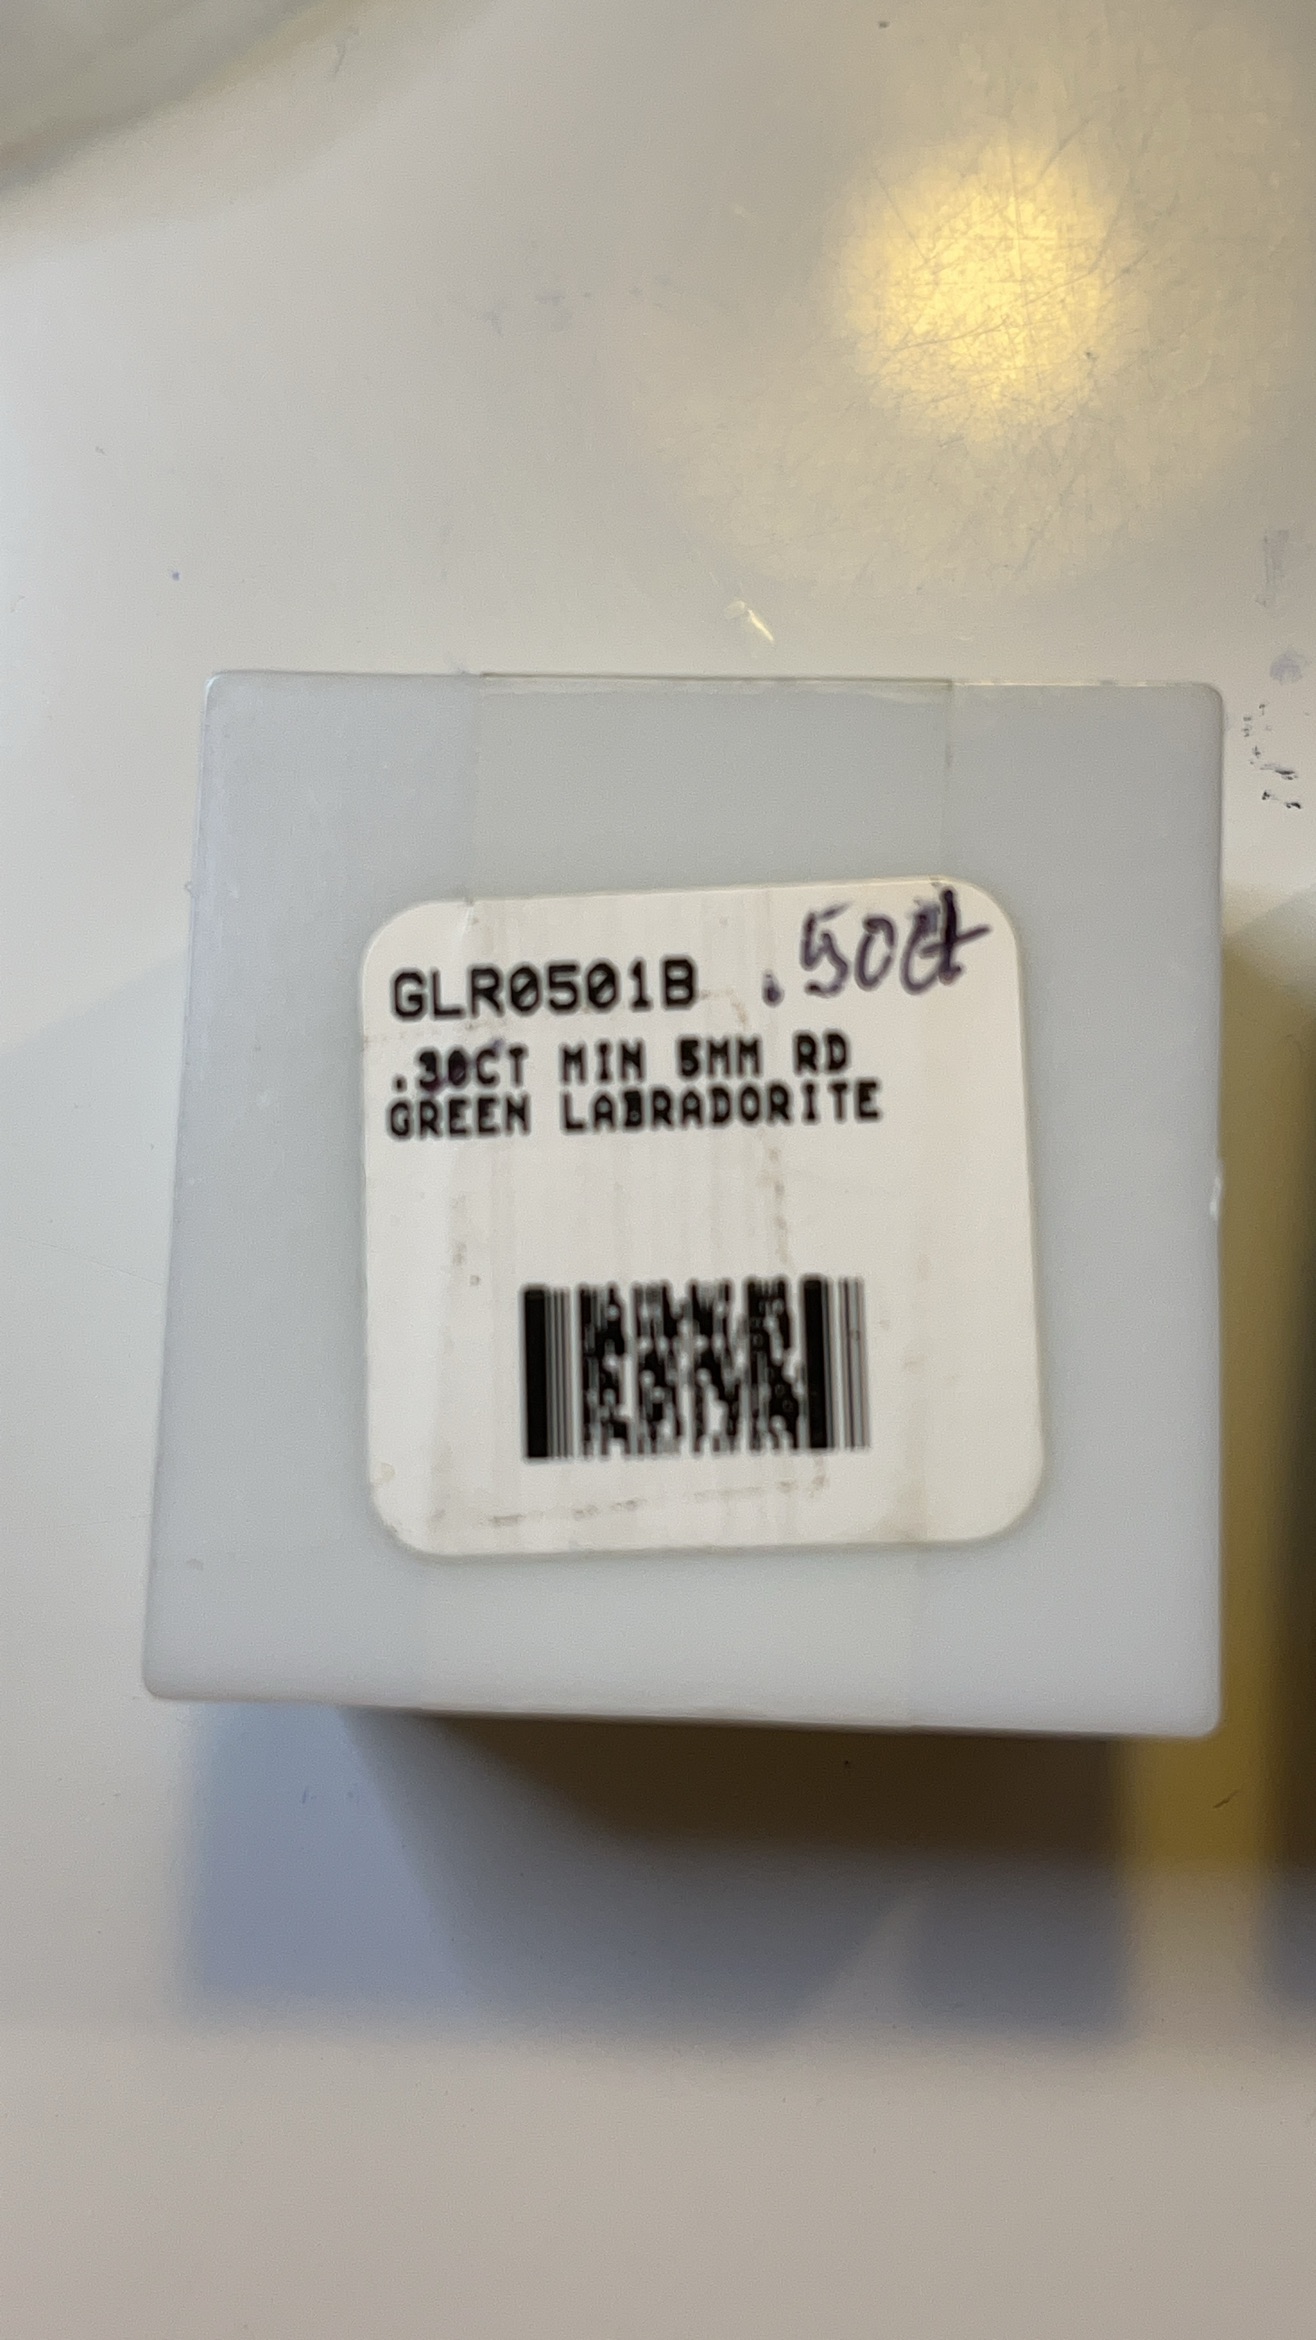 GLR0501B .50ct
.30CT MIN 5MM RD
GREEN LABRADORITE